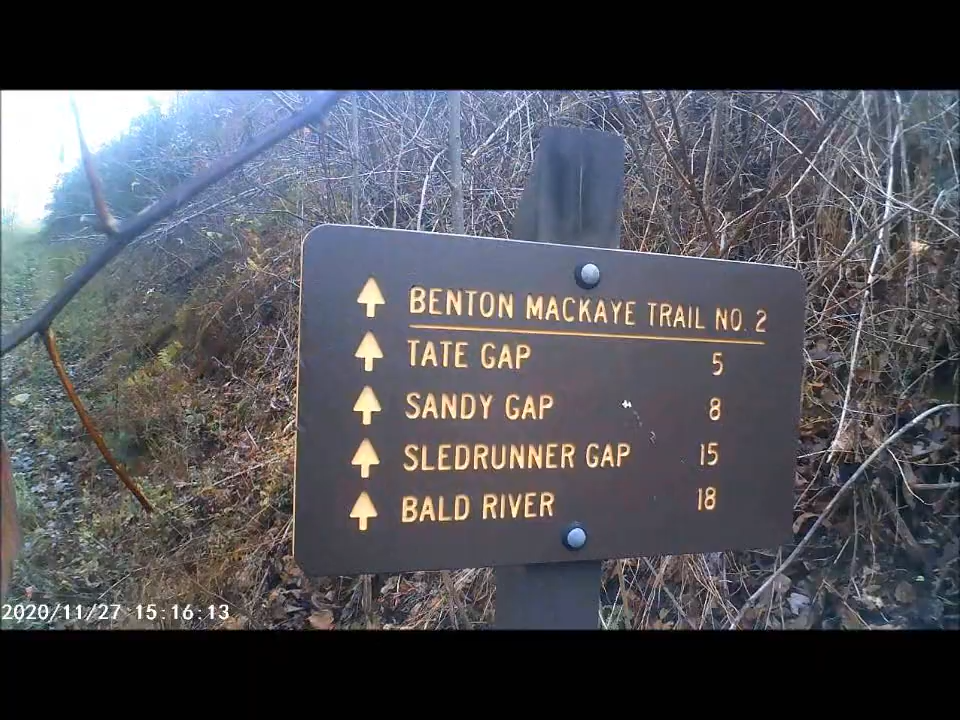 BENTON MACKAYE TRAIL NO. 2
TATE GAP 5
SANDY GAP 8
SLEDRUNNER GAP 15
BALD RIVER 18
2020/11/27 15:16:13